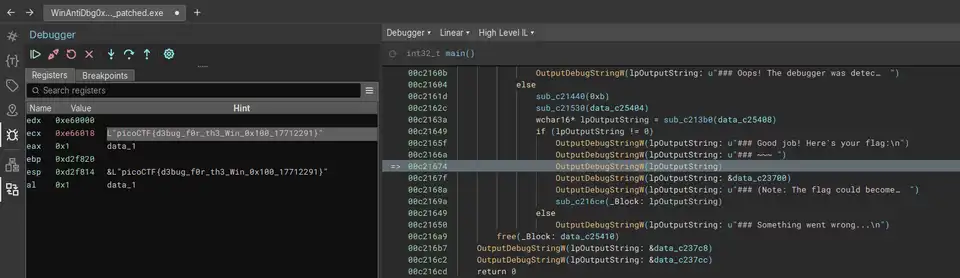 WinAntiDbg0x..._patched.exe •
Debugger
Registers Breakpoints
Search registers
Name Value Hint
edx 0xe60000
ecx 0xe66018 L"picoCTF{d3bug_f0r_th3_Win_0x100_17712291}"
eax 0x1 data_1
ebp 0xd2f820
esp 0xd2f814 &L"picoCTF{d3bug_f0r_th3_Win_0x100_17712291}"
al 0x1 data_1
Debugger Linear High Level IL
int32_t main()
00c2160b OutputDebugStringW(lpOutputString: u"### Oops! The debugger was detec… ")
00c21604 else
00c2161d sub_c21440(0xb)
00c2162c sub_c21530(data_c25404)
00c2163a wchar16* lpOutputString = sub_c213b0(data_c25408)
00c21649 if (lpOutputString != 0)
00c2165f OutputDebugStringW(lpOutputString: u"### Good job! Here's your flag:\n")
00c2166a OutputDebugStringW(lpOutputString: u"### ~~~ ")
=> 00c21674 OutputDebugStringW(lpOutputString)
00c2167f OutputDebugStringW(lpOutputString: &data_c23700)
00c2168a OutputDebugStringW(lpOutputString: u"### (Note: The flag could become… ")
00c2169a sub_c216ce(_Block: lpOutputString)
00c21649 else
00c21650 OutputDebugStringW(lpOutputString: u"### Something went wrong...\n")
00c216a9 free(_Block: data_c25410)
00c216b7 OutputDebugStringW(lpOutputString: &data_c237c8)
00c216c2 OutputDebugStringW(lpOutputString: &data_c237cc)
00c216cd return 0